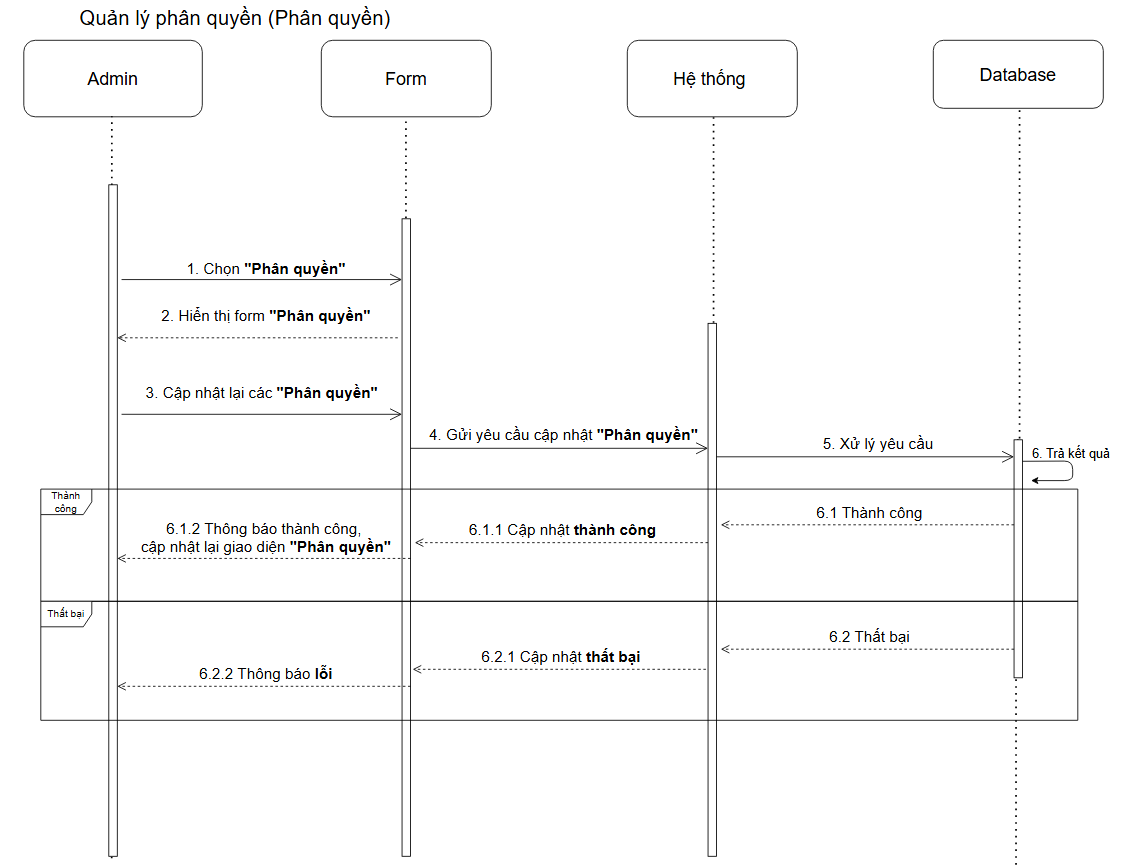 Quản lý phân quyền (Phân quyền)
Admin
Form
Hệ thống
Database
1. Chọn "Phân quyền"
2. Hiển thị form "Phân quyền"
3. Cập nhật lại các "Phân quyền"
4. Gửi yêu cầu cập nhật "Phân quyền"
5. Xử lý yêu cầu
6. Trả kết quả
Thành
công
6.1 Thành công
6.1.1 Cập nhật thành công
6.1.2 Thông báo thành công,
cập nhật lại giao diện "Phân quyền"
Thất bại
6.2 Thất bại
6.2.1 Cập nhật thất bại
6.2.2 Thông báo lỗi